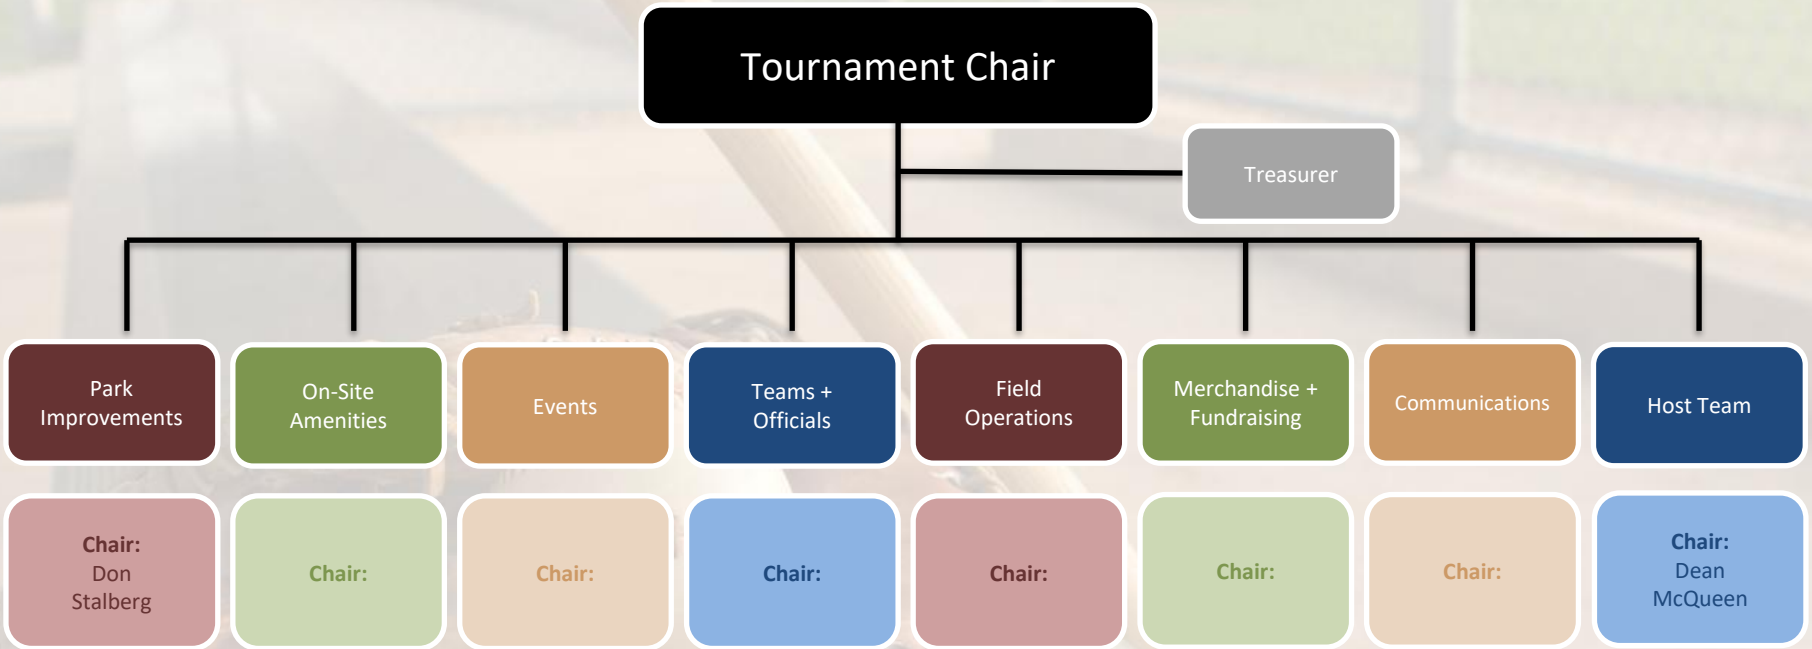 Tournament Chair
Treasurer
Park
Improvements
On-Site
Amenities
Events
Teams +
Officials
Field
Operations
Merchandise +
Fundraising
Communications
Host Team
Chair:
Don
Stalberg
Chair:
Chair:
Chair:
Chair:
Chair:
Chair:
Chair:
Dean
McQueen